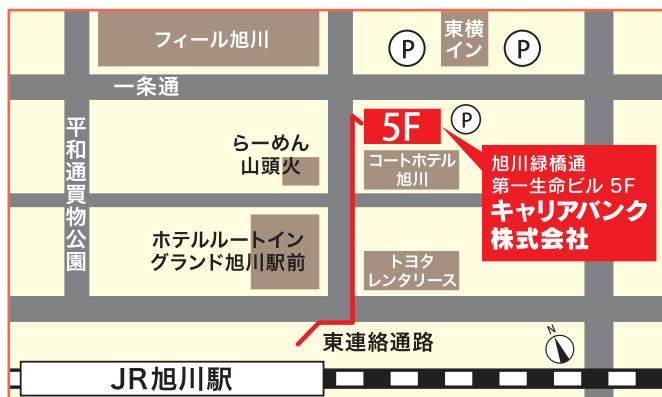 フィール旭川
東横
イン
P
P
一条通
平和通買物公園
らーめん
山頭火
5F
P
コートホテル
旭川
旭川緑橋通
第一生命ビル 5F
キャリアバンク
株式会社
ホテルルートイン
グランド旭川駅前
トヨタ
レンタリース
東連絡通路
N
JR旭川駅